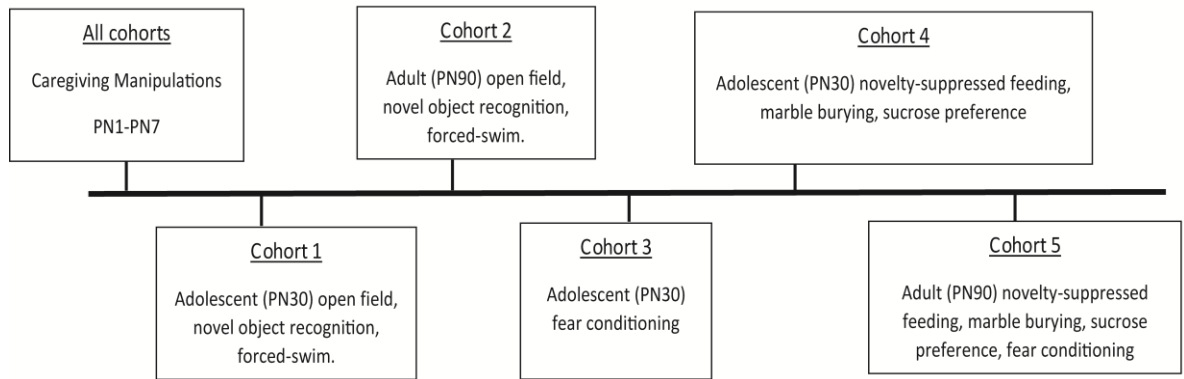 All cohorts
Caregiving Manipulations
PN1-PN7
Cohort 2
Adult (PN90) open field,
novel object recognition,
forced-swim.
Cohort 4
Adolescent (PN30) novelty-suppressed feeding,
marble burying, sucrose preference
Cohort 1
Adolescent (PN30) open field,
novel object recognition,
forced-swim.
Cohort 3
Adolescent (PN30)
fear conditioning
Cohort 5
Adult (PN90) novelty-suppressed
feeding, marble burying, sucrose
preference, fear conditioning